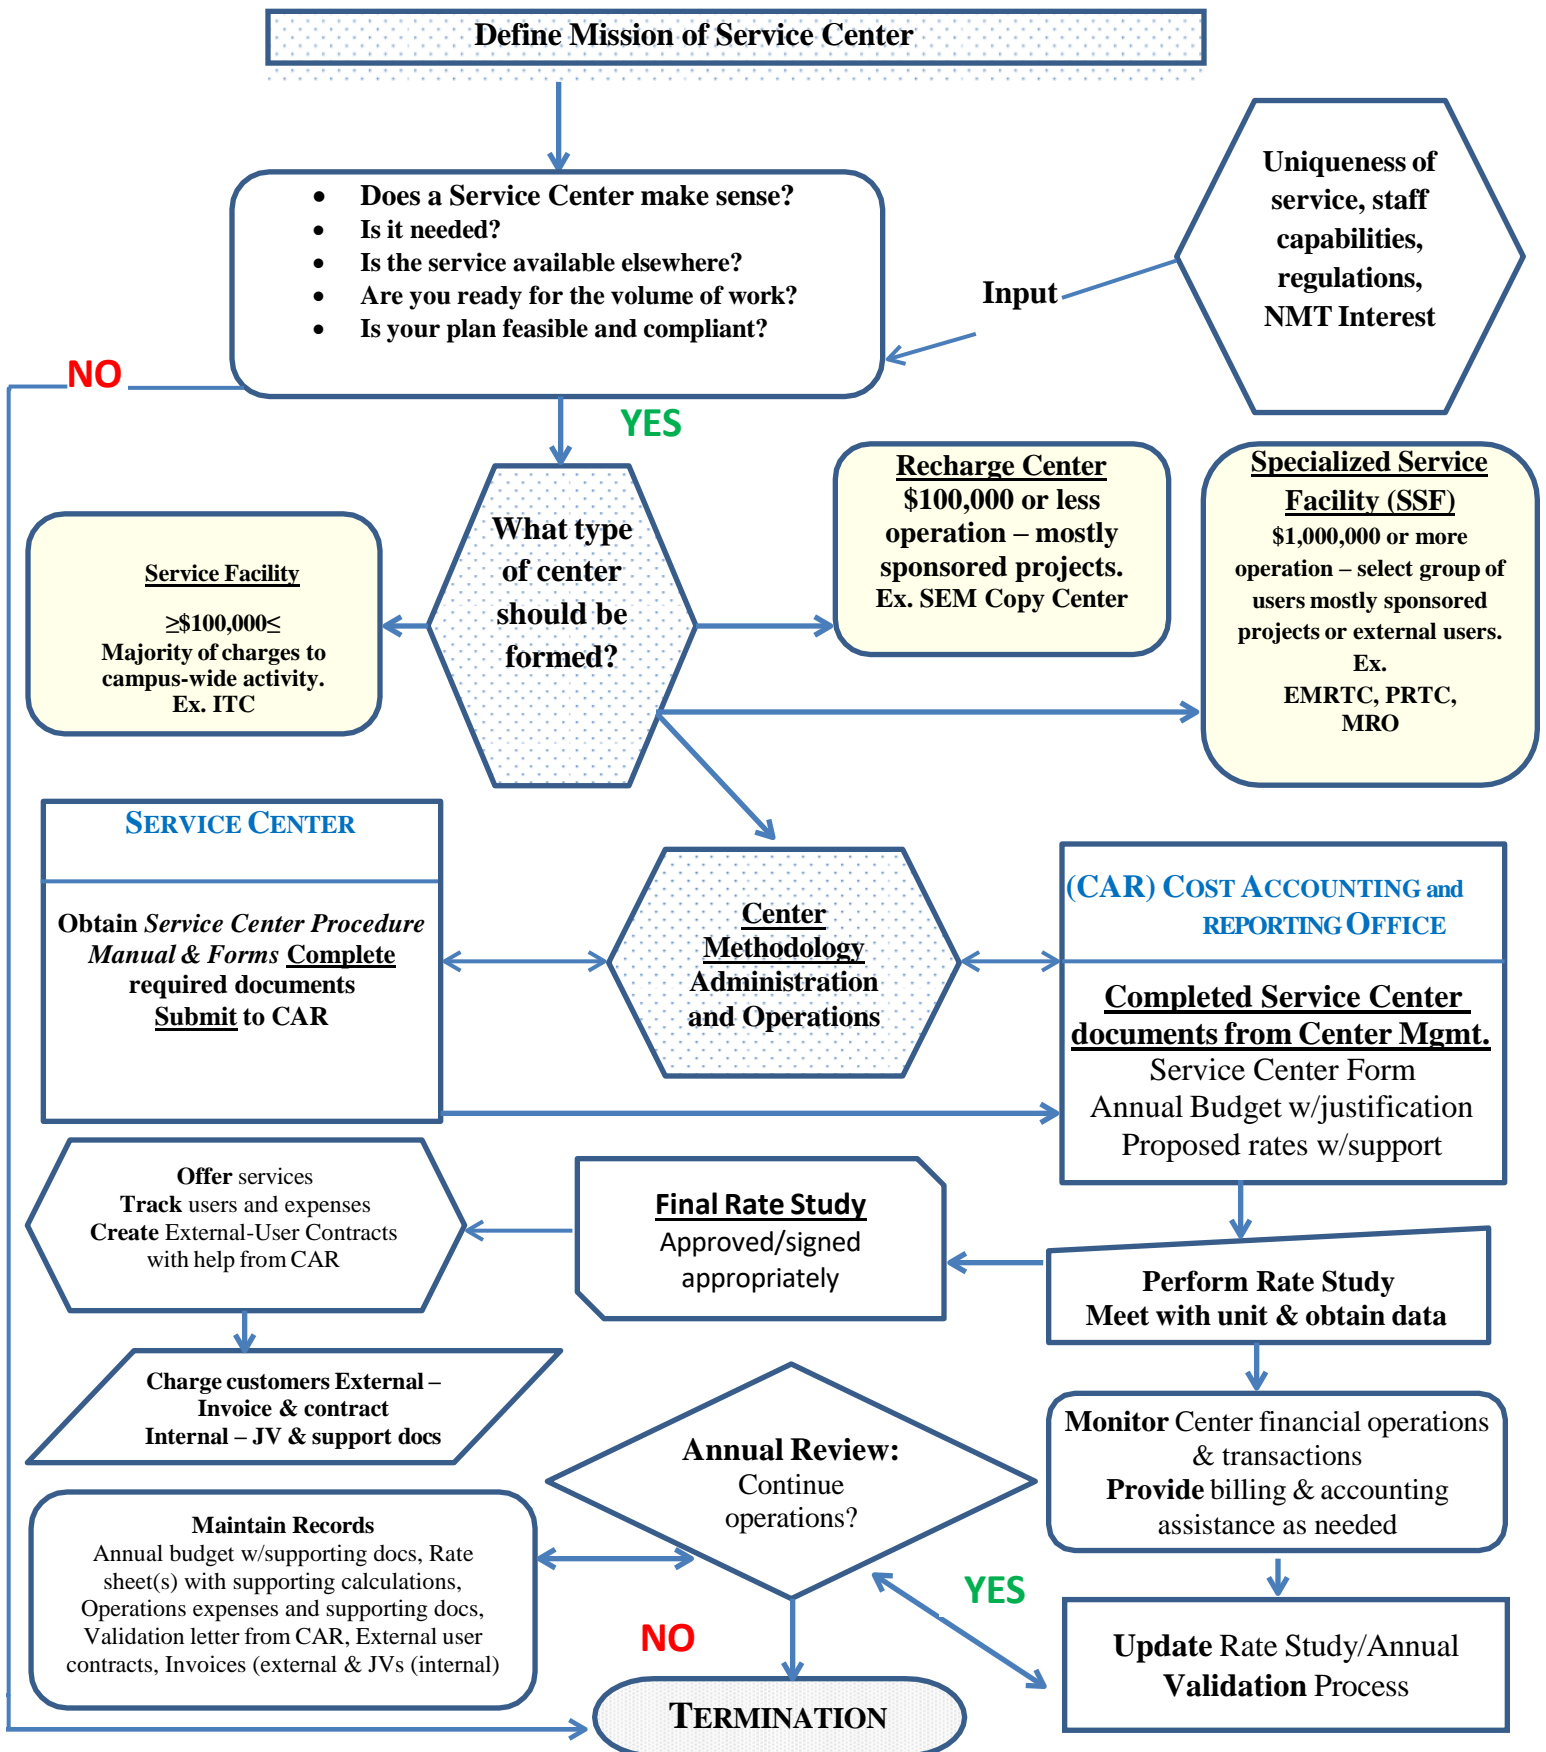 Define Mission of Service Center
• Does a Service Center make sense?
• Is it needed?
• Is the service available elsewhere?
• Are you ready for the volume of work?
• Is your plan feasible and compliant?
Uniqueness of
service, staff
capabilities,
regulations,
NMT Interest
Input
NO
YES
What type
of center
should be
formed?
Service Facility
≥$100,000≤
Majority of charges to
campus-wide activity.
Ex. ITC
Recharge Center
$100,000 or less
operation – mostly
sponsored projects.
Ex. SEM Copy Center
Specialized Service
Facility (SSF)
$1,000,000 or more
operation – select group of
users mostly sponsored
projects or external users.
Ex.
EMRTC, PRTC,
MRO
SERVICE CENTER
Obtain Service Center Procedure
Manual & Forms Complete
required documents
Submit to CAR
Center
Methodology
Administration
and Operations
(CAR) COST ACCOUNTING and
REPORTING OFFICE
Completed Service Center
documents from Center Mgmt.
Service Center Form
Annual Budget w/justification
Proposed rates w/support
Offer services
Track users and expenses
Create External-User Contracts
with help from CAR
Final Rate Study
Approved/signed
appropriately
Perform Rate Study
Meet with unit & obtain data
Charge customers External –
Invoice & contract
Internal – JV & support docs
Annual Review:
Continue
operations?
Monitor Center financial operations
& transactions
Provide billing & accounting
assistance as needed
Maintain Records
Annual budget w/supporting docs, Rate
sheet(s) with supporting calculations,
Operations expenses and supporting docs,
Validation letter from CAR, External user
contracts, Invoices (external & JVs (internal)
YES
NO
Update Rate Study/Annual
Validation Process
TERMINATION